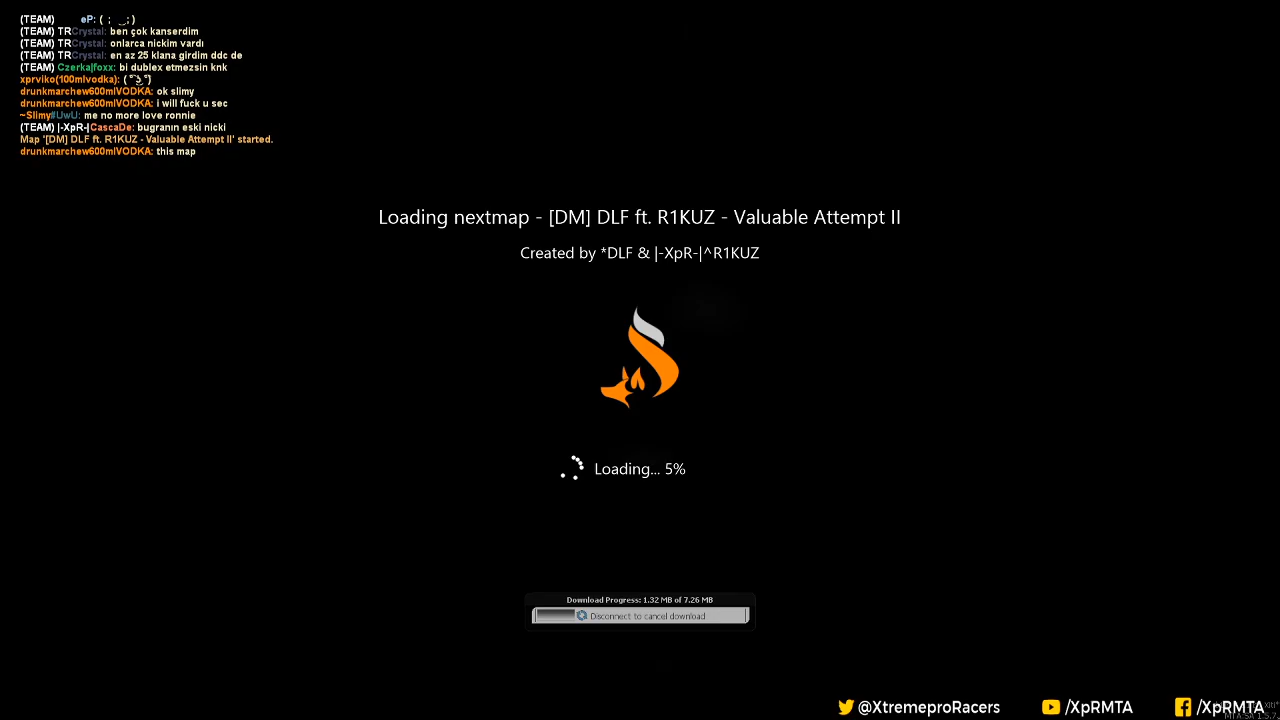 (TEAM) eP: ( ; ‿ ; )
(TEAM) TRCrystal: ben çok kanserdim
(TEAM) TRCrystal: onlarca nickim vardı
(TEAM) TRCrystal: en az 25 klana girdim ddc de
(TEAM) Czerka|foxx: bi dublex etmezsin knk
xprviko(100mlvodka): ( ͡° ͜ʖ ͡°)
drunkmarchew600mlVODKA: ok slimy
drunkmarchew600mlVODKA: i will fuck u sec
~Slimy#UwU: me no more love ronnie
(TEAM) |-XpR-|CascaDe: bugranın eski nicki
Map '[DM] DLF ft. R1KUZ - Valuable Attempt II' started.
drunkmarchew600mlVODKA: this map
Loading nextmap - [DM] DLF ft. R1KUZ - Valuable Attempt II
Created by *DLF & |-XpR-|^R1KUZ
Loading... 5%
Download Progress: 1.32 MB of 7.26 MB
Disconnect to cancel download
@XtremeproRacers
/XpRMTA
/XpRMTA